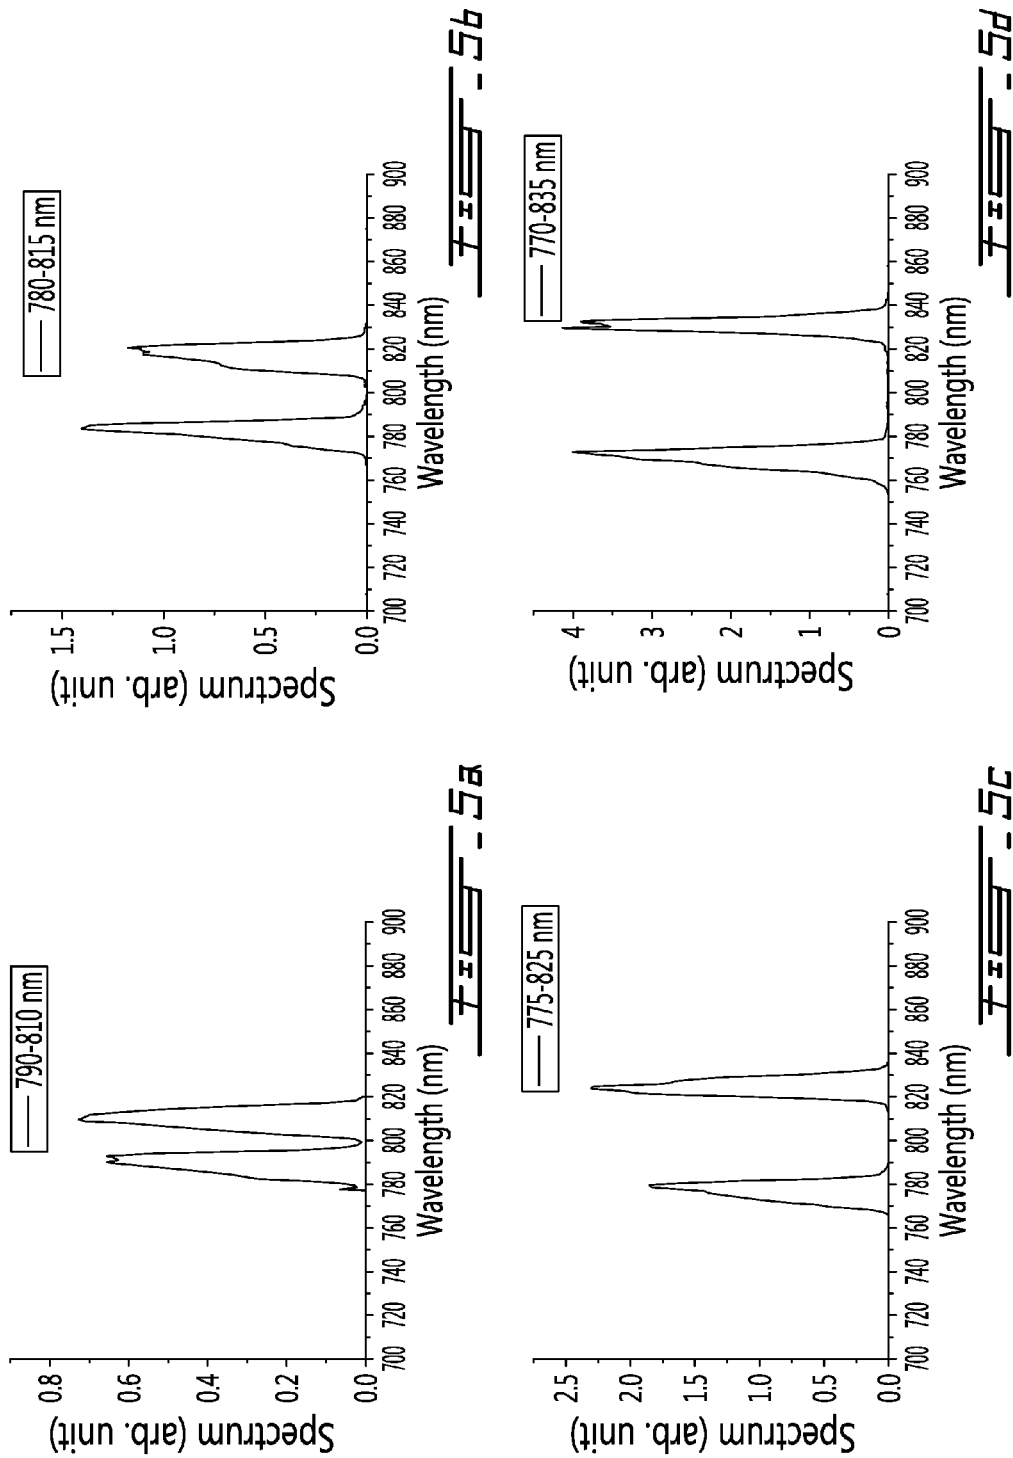 790-810 nm
Spectrum (arb. unit)
0.8
0.6
0.4
0.2
0.0
700 720 740 760 780 800 820 840 860 880 900
Wavelength (nm)
FIG - 5a
780-815 nm
Spectrum (arb. unit)
1.5
1.0
0.5
0.0
700 720 740 760 780 800 820 840 860 880 900
Wavelength (nm)
FIG - 5b
775-825 nm
Spectrum (arb. unit)
2.5
2.0
1.5
1.0
0.5
0.0
700 720 740 760 780 800 820 840 860 880 900
Wavelength (nm)
FIG - 5c
770-835 nm
Spectrum (arb. unit)
4
3
2
1
0
700 720 740 760 780 800 820 840 860 880 900
Wavelength (nm)
FIG - 5d